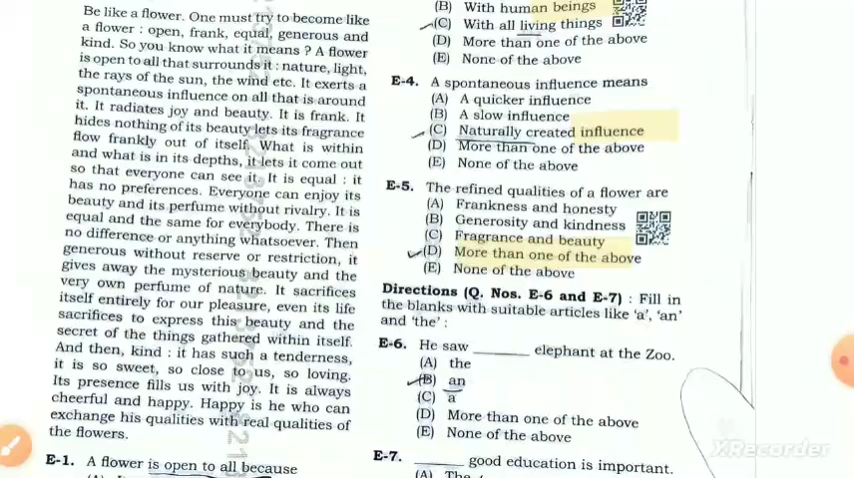 Be like a flower. One must try to become like
a flower : open, frank, equal, generous and
kind. So you know what it means ? A flower
is open to all that surrounds it : nature, light,
the rays of the sun, the wind etc. It exerts a
spontaneous influence on all that is around
it. It radiates joy and beauty. It is frank. It
hides nothing of its beauty lets its fragrance
flow frankly out of itself. What is within
and what is in its depths, it lets it come out
so that everyone can see it. It is equal : it
has no preferences. Everyone can enjoy its
beauty and its perfume without rivalry. It is
equal and the same for everybody. There is
no difference or anything whatsoever. Then
generous without reserve or restriction, it
gives away the mysterious beauty and the
very own perfume of nature. It sacrifices
itself entirely for our pleasure, even its life
sacrifices to express this beauty and the
secret of the things gathered within itself.
And then, kind : it has such a tenderness,
it is so sweet, so close to us, so loving.
Its presence fills us with joy. It is always
cheerful and happy. Happy is he who can
exchange his qualities with real qualities of
the flowers.
E-1. A flower is open to all because
(B) With human beings
(C) With all living things
(D) More than one of the above
(E) None of the above
E-4. A spontaneous influence means
(A) A quicker influence
(B) A slow influence
(C) Naturally created influence
(D) More than one of the above
(E) None of the above
E-5. The refined qualities of a flower are
(A) Frankness and honesty
(B) Generosity and kindness
(C) Fragrance and beauty
(D) More than one of the above
(E) None of the above
Directions (Q. Nos. E-6 and E-7) : Fill in
the blanks with suitable articles like 'a', 'an'
and 'the' :
E-6. He saw ______ elephant at the Zoo.
(A) the
(B) an
(C) a
(D) More than one of the above
(E) None of the above
E-7. ______ good education is important.
(A) The
XRecorder